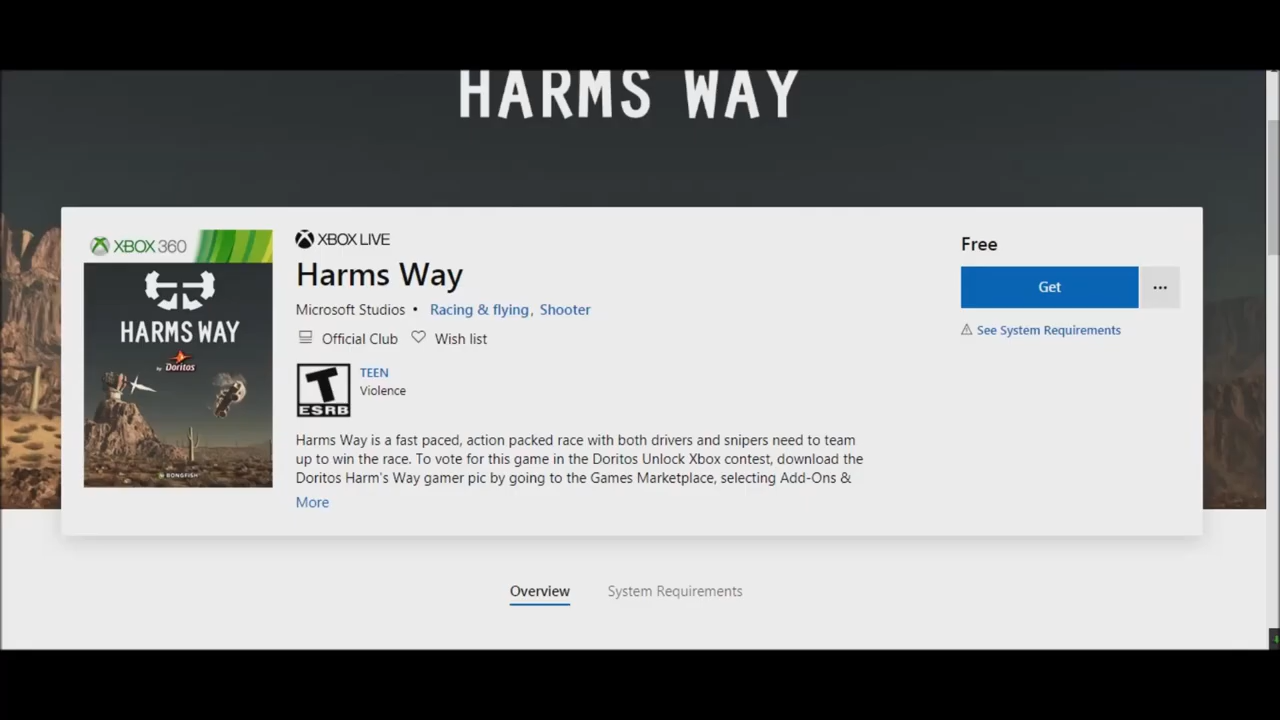 HARMS WAY
XBOX 360
HARMS WAY
by Doritos
BONGFISH
XBOX LIVE
Harms Way
Microsoft Studios • Racing & flying, Shooter
Official Club Wish list
T
ESRB
TEEN
Violence
Harms Way is a fast paced, action packed race with both drivers and snipers need to team
up to win the race. To vote for this game in the Doritos Unlock Xbox contest, download the
Doritos Harm's Way gamer pic by going to the Games Marketplace, selecting Add-Ons &
More
Free
Get
...
See System Requirements
Overview System Requirements